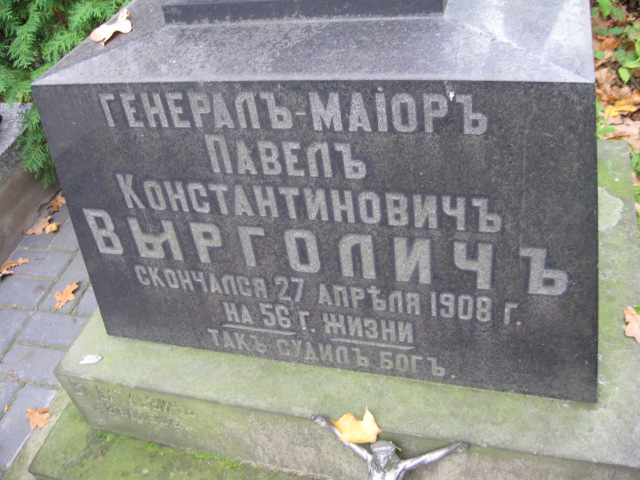 ГЕНЕРАЛЪ-МАІОРЪ
ПАВЕЛЪ
КОНСТАНТИНОВИЧЪ
ВЫРГОЛИЧЪ
СКОНЧАЛСЯ 27 АПРѢЛЯ 1908 Г.
НА 56 Г. ЖИЗНИ
ТАКЪ СУДИЛЪ БОГЪ.